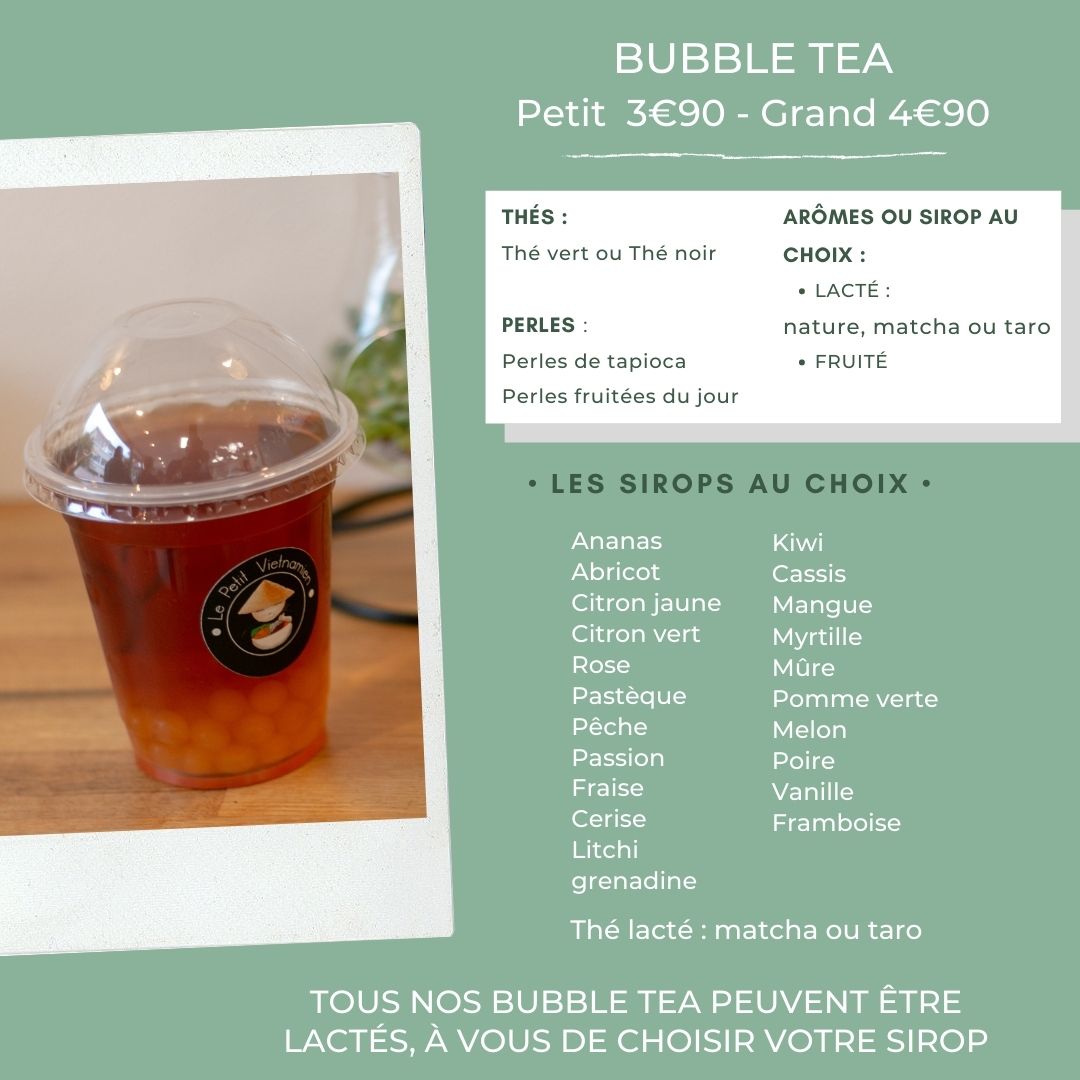 BUBBLE TEA
Petit 3€90 - Grand 4€90
THÉS :
Thé vert ou Thé noir
PERLES :
Perles de tapioca
Perles fruitées du jour
ARÔMES OU SIROP AU
CHOIX :
• LACTÉ :
nature, matcha ou taro
• FRUITÉ
• LES SIROPS AU CHOIX •
Ananas
Abricot
Citron jaune
Citron vert
Rose
Pastèque
Pêche
Passion
Fraise
Cerise
Litchi
grenadine
Kiwi
Cassis
Mangue
Myrtille
Mûre
Pomme verte
Melon
Poire
Vanille
Framboise
Thé lacté : matcha ou taro
TOUS NOS BUBBLE TEA PEUVENT ÊTRE
LACTÉS, À VOUS DE CHOISIR VOTRE SIROP
Le Petit Vietnamien